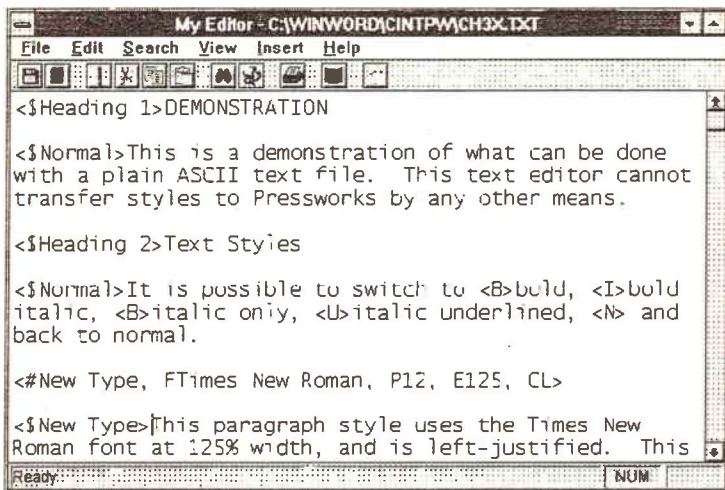 My Editor - C:\WINWORD\CINTPW\CH3X.TXT
File Edit Search View Insert Help
<$Heading 1>DEMONSTRATION
<$Normal>This is a demonstration of what can be done
with a plain ASCII text file. This text editor cannot
transfer styles to Pressworks by any other means.
<$Heading 2>Text Styles
<$Normal>It is possible to switch to <B>bold, <I>bold
italic, <B>italic only, <U>italic underlined, <N> and
back to normal.
<#New Type, FTimes New Roman, P12, E125, CL>
<$New Type>This paragraph style uses the Times New
Roman font at 125% width, and is left-justified. This
Ready NUM